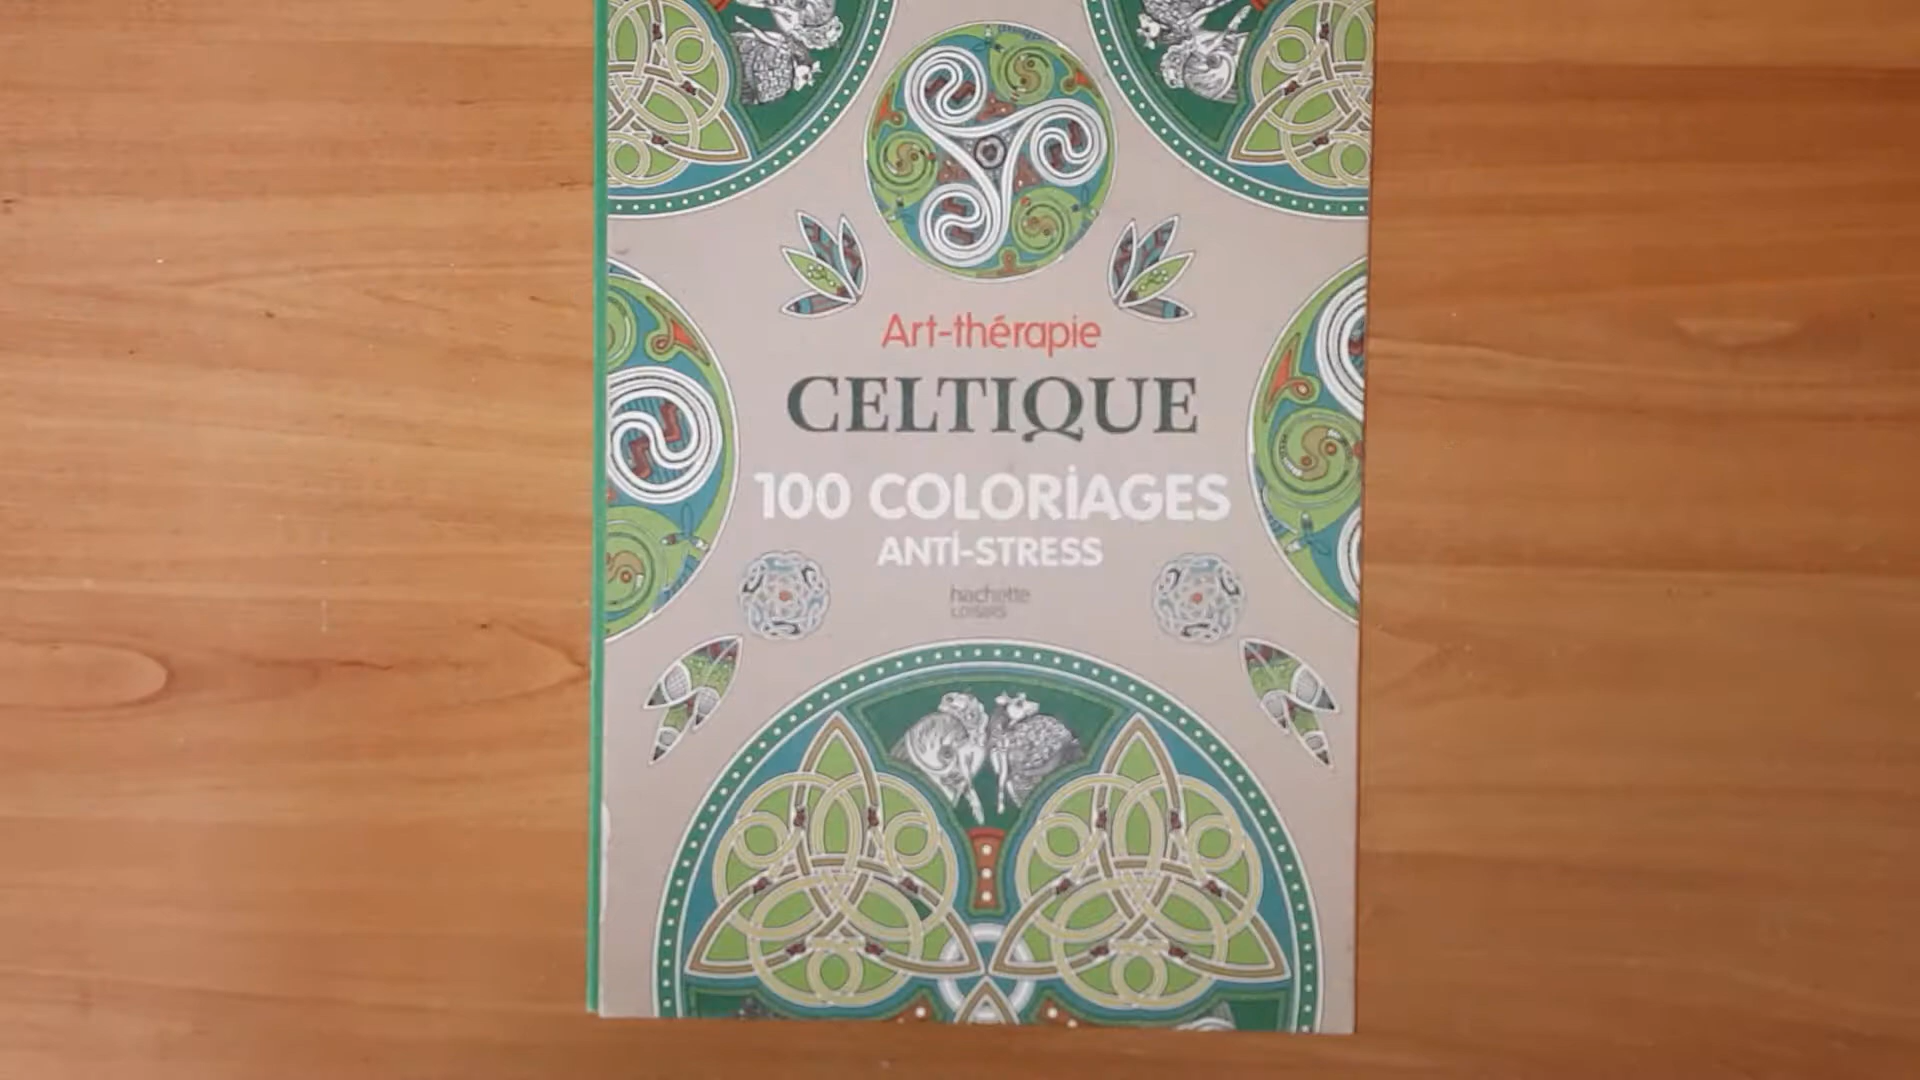 Art-thérapie
CELTIQUE
100 COLORIAGES
ANTI-STRESS
hachette
LOISIRS